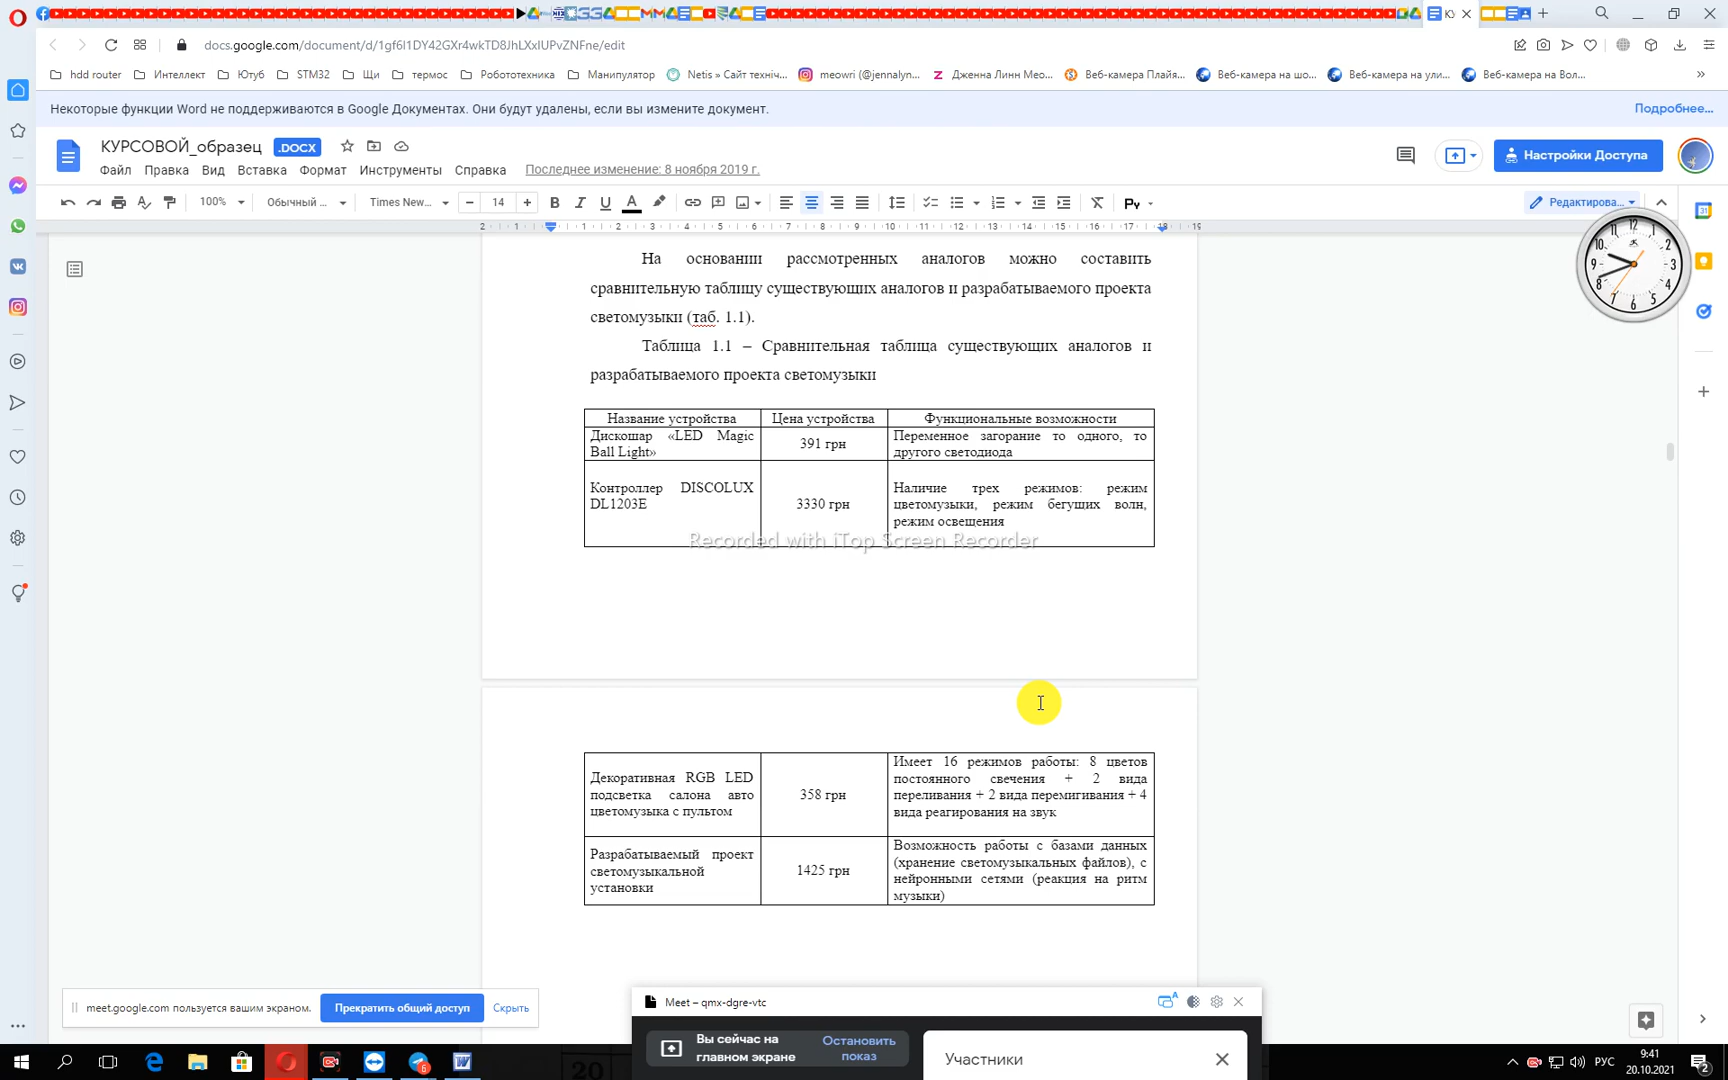 docs.google.com/document/d/1gf6I1DY42GXr4wkTD8JhLXxIUPvZNFne/edit
hdd router Интеллект Ютуб STM32 Щи термос Робототехника Манипулятор Netis » Сайт техніч... meowri (@jennalyn... Дженна Линн Мео... Веб-камера Плайя... Веб-камера на шо... Веб-камера на ули... Веб-камера на Вол...
Некоторые функции Word не поддерживаются в Google Документах. Они будут удалены, если вы измените документ. Подробнее...
КУРСОВОЙ_образец .DOCX
Настройки Доступа
Файл Правка Вид Вставка Формат Инструменты Справка Последнее изменение: 8 ноября 2019 г.
100% Обычный ... Times New... 14 Редактирова...
На основании рассмотренных аналогов можно составить
сравнительную таблицу существующих аналогов и разрабатываемого проекта
светомузыки (таб. 1.1).
Таблица 1.1 – Сравнительная таблица существующих аналогов и
разрабатываемого проекта светомузыки
Название устройства Цена устройства Функциональные возможности
Дискошар «LED Magic
Ball Light»
391 грн
Переменное загорание то одного, то
другого светодиода
Контроллер DISCOLUX
DL1203E
3330 грн
Наличие трех режимов: режим
цветомузыки, режим бегущих волн,
режим освещения
Recorded with iTop Screen Recorder
Декоративная RGB LED
подсветка салона авто
цветомузыка с пультом
358 грн
Имеет 16 режимов работы: 8 цветов
постоянного свечения + 2 вида
переливания + 2 вида перемигивания + 4
вида реагирования на звук
Разрабатываемый проект
светомузыкальной
установки
1425 грн
Возможность работы с базами данных
(хранение светомузыкальных файлов), с
нейронными сетями (реакция на ритм
музыки)
meet.google.com пользуется вашим экраном. Прекратить общий доступ Скрыть
Meet – qmx-dgre-vtc
Вы сейчас на
главном экране
Остановить
показ
Участники
РУС
9:41
20.10.2021